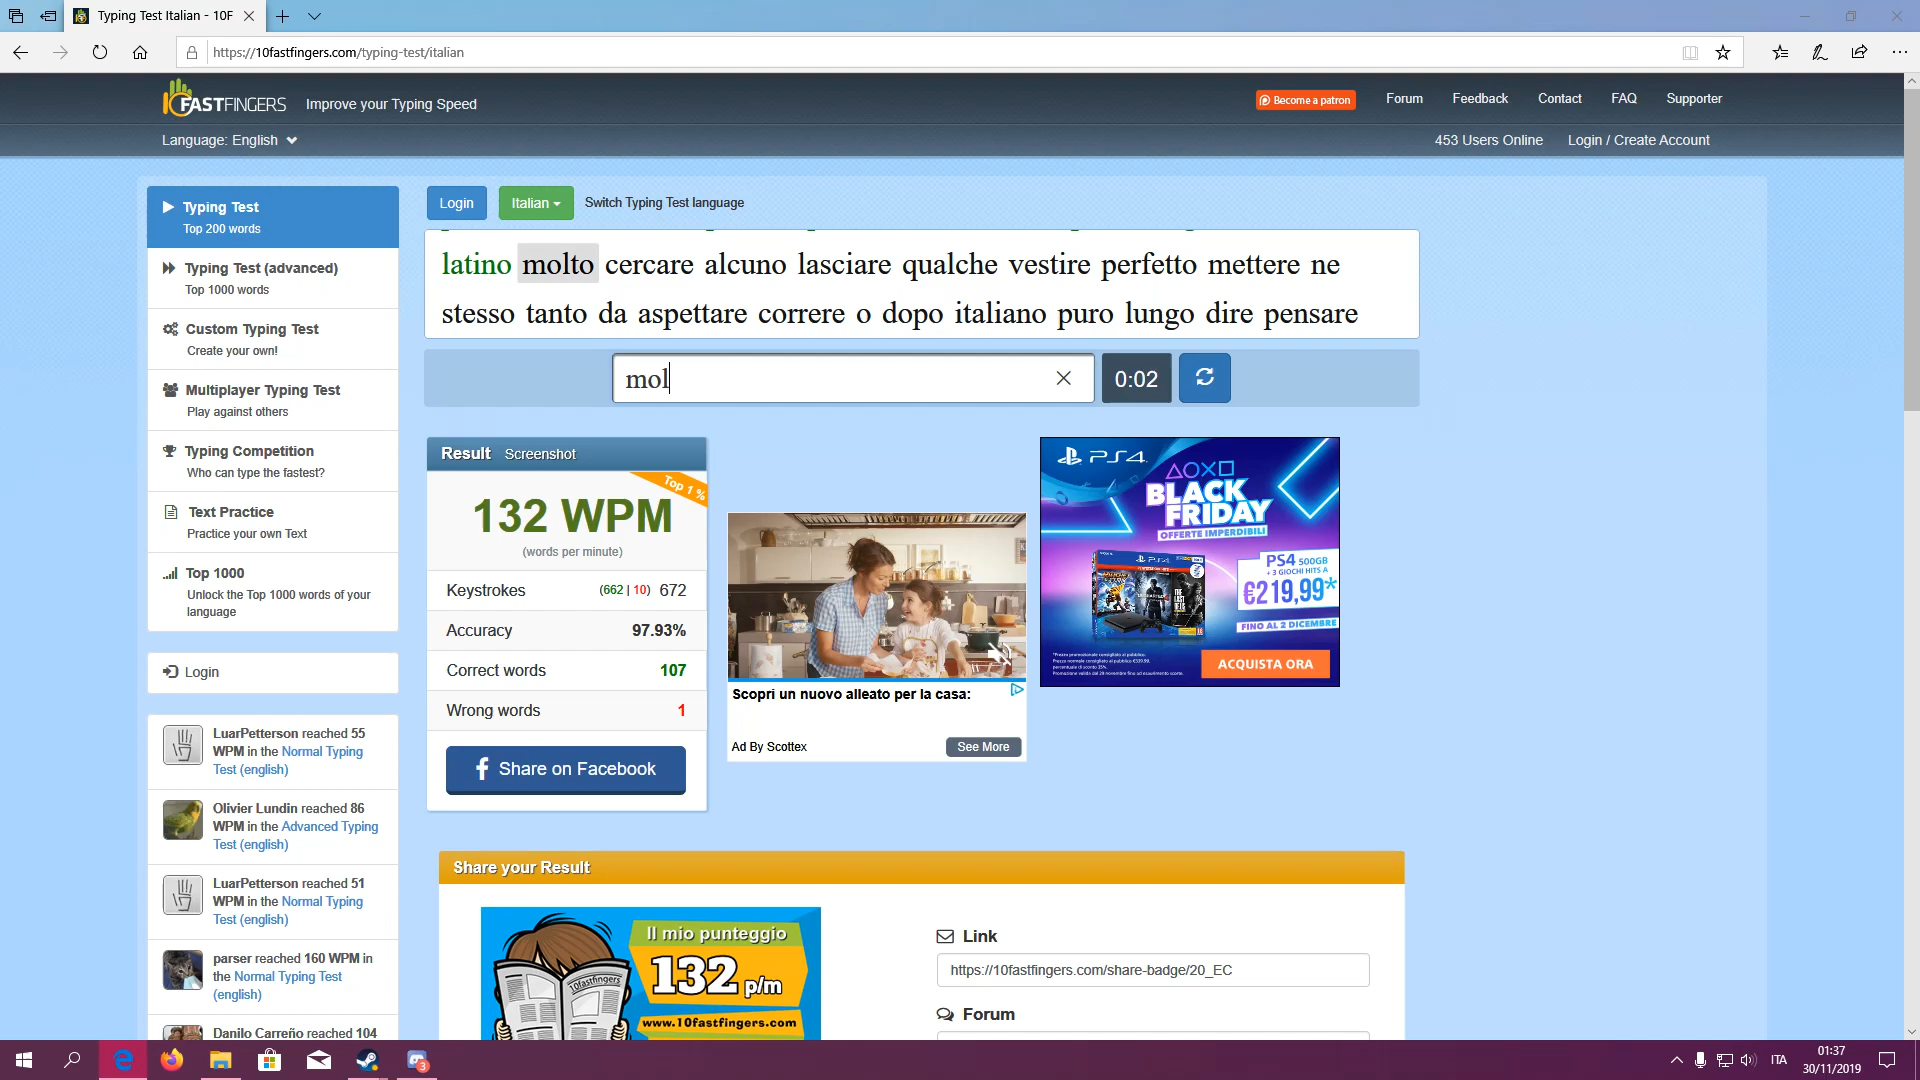 Typing Test Italian - 10F
https://10fastfingers.com/typing-test/italian
10FASTFINGERS Improve your Typing Speed
Become a patron Forum Feedback Contact FAQ Supporter
Language: English
453 Users Online Login / Create Account
Typing Test
Top 200 words
Typing Test (advanced)
Top 1000 words
Custom Typing Test
Create your own!
Multiplayer Typing Test
Play against others
Typing Competition
Who can type the fastest?
Text Practice
Practice your own Text
Top 1000
Unlock the Top 1000 words of your
language
Login
LuarPetterson reached 55
WPM in the Normal Typing
Test (english)
Olivier Lundin reached 86
WPM in the Advanced Typing
Test (english)
LuarPetterson reached 51
WPM in the Normal Typing
Test (english)
parser reached 160 WPM in
the Normal Typing Test
(english)
Danilo Carreño reached 104
Login Italian Switch Typing Test language
latino molto cercare alcuno lasciare qualche vestire perfetto mettere ne
stesso tanto da aspettare correre o dopo italiano puro lungo dire pensare
mol
0:02
Result Screenshot
Top 1 %
132 WPM
(words per minute)
Keystrokes (662 | 10) 672
Accuracy 97.93%
Correct words 107
Wrong words 1
Share on Facebook
Scopri un nuovo alleato per la casa:
Ad By Scottex See More
PS4
BLACK
FRIDAY
OFFERTE IMPERDIBILI
PS4 500GB
+ 3 GIOCHI HITS A
€219,99*
FINO AL 2 DICEMBRE
ACQUISTA ORA
Share your Result
Il mio punteggio
10fastfingers
132 p/m
www.10fastfingers.com
Link
https://10fastfingers.com/share-badge/20_EC
Forum
3
ITA
01:37
30/11/2019